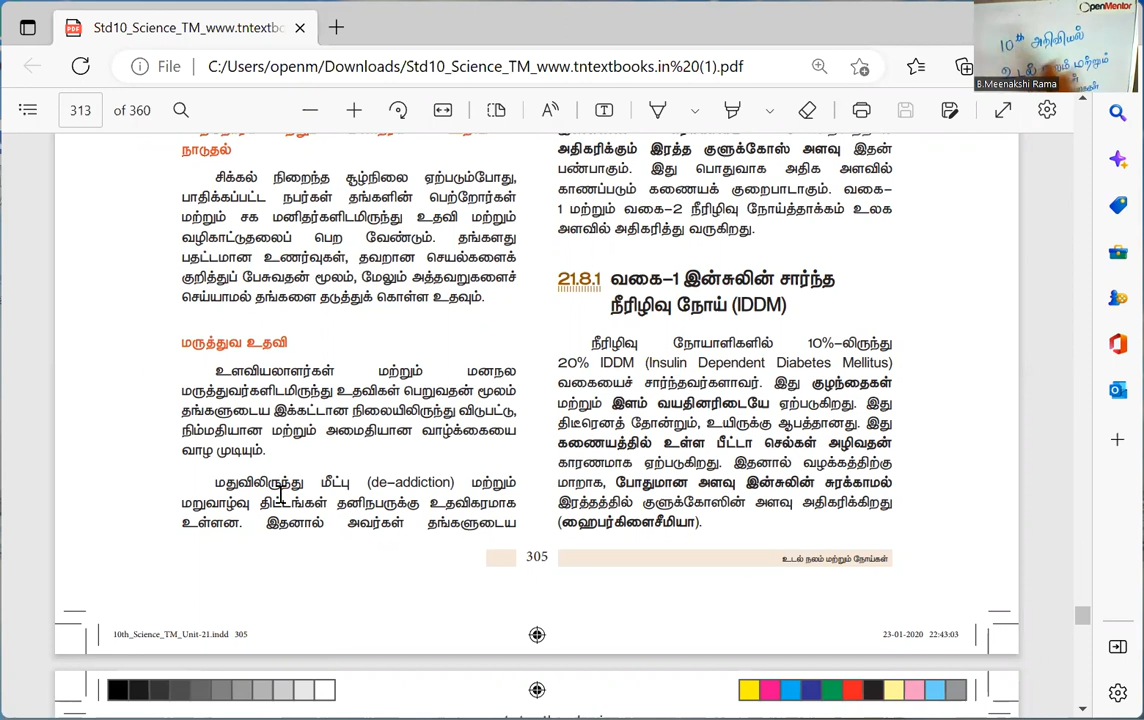 Std10_Science_TM_www.tntextbc
File
C:/Users/openm/Downloads/Std10_Science_TM_www.tntextbooks.in%20(1).pdf
OpenMentor
10th அறிவியல்
B.Meenakshi Rama
313 of 360
நாடுதல்
சிக்கல் நிறைந்த சூழ்நிலை ஏற்படும்போது,
பாதிக்கப்பட்ட நபர்கள் தங்களின் பெற்றோர்கள்
மற்றும் சக மனிதர்களிடமிருந்து உதவி மற்றும்
வழிகாட்டுதலைப் பெற வேண்டும். தங்களது
பதட்டமான உணர்வுகள், தவறான செயல்களைக்
குறித்துப் பேசுவதன் மூலம், மேலும் அத்தவறுகளைச்
செய்யாமல் தங்களை தடுத்துக் கொள்ள உதவும்.
மருத்துவ உதவி
உளவியலாளர்கள் மற்றும் மனநல
மருத்துவர்களிடமிருந்து உதவிகள் பெறுவதன் மூலம்
தங்களுடைய இக்கட்டான நிலையிலிருந்து விடுபட்டு,
நிம்மதியான மற்றும் அமைதியான வாழ்க்கையை
வாழ முடியும்.
மதுவிலிருந்து மீட்பு (de-addiction) மற்றும்
மறுவாழ்வு திட்டங்கள் தனிநபருக்கு உதவிகரமாக
உள்ளன. இதனால் அவர்கள் தங்களுடைய
அதிகரிக்கும் இரத்த குளுக்கோஸ் அளவு இதன்
பண்பாகும். இது பொதுவாக அதிக அளவில்
காணப்படும் கணையக் குறைபாடாகும். வகை-
1 மற்றும் வகை-2 நீரிழிவு நோய்த்தாக்கம் உலக
அளவில் அதிகரித்து வருகிறது.
21.8.1 வகை-1 இன்சுலின் சார்ந்த
நீரிழிவு நோய் (IDDM)
நீரிழிவு நோயாளிகளில் 10%-லிருந்து
20% IDDM (Insulin Dependent Diabetes Mellitus)
வகையைச் சார்ந்தவர்களாவர். இது குழந்தைகள்
மற்றும் இளம் வயதினரிடையே ஏற்படுகிறது. இது
திடீரெனத் தோன்றும், உயிருக்கு ஆபத்தானது. இது
கணையத்தில் உள்ள பீட்டா செல்கள் அழிவதன்
காரணமாக ஏற்படுகிறது. இதனால் வழக்கத்திற்கு
மாறாக, போதுமான அளவு இன்சுலின் சுரக்காமல்
இரத்தத்தில் குளுக்கோஸின் அளவு அதிகரிக்கிறது
(ஹைபர்கிளைசீமியா).
305
உடல் நலம் மற்றும் நோய்கள்
10th_Science_TM_Unit-21.indd 305
23-01-2020 22:43:03